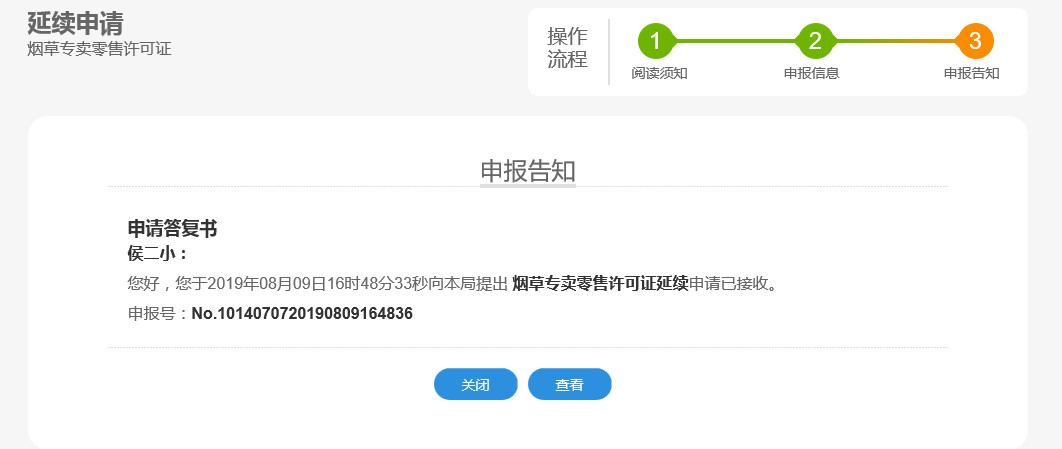 延续申请
烟草专卖零售许可证
操作
流程
1
2
3
阅读须知
申报信息
申报告知
申报告知
申请答复书
侯二小：
您好，您于2019年08月09日16时48分33秒向本局提出 烟草专卖零售许可证延续申请已接收。
申报号：No.1014070720190809164836
关闭
查看